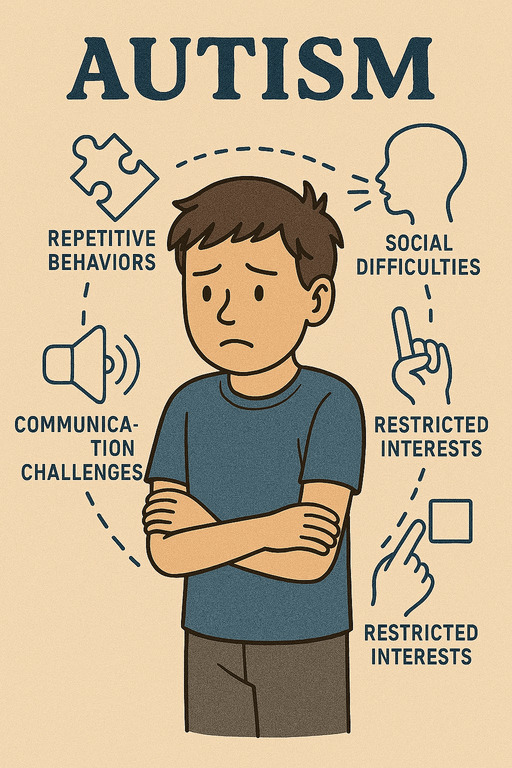 AUTISM
REPETITIVE
BEHAVIORS
SOCIAL
DIFFICULTIES
COMMUNICA-
TION
CHALLENGES
RESTRICTED
INTERESTS
RESTRICTED
INTERESTS